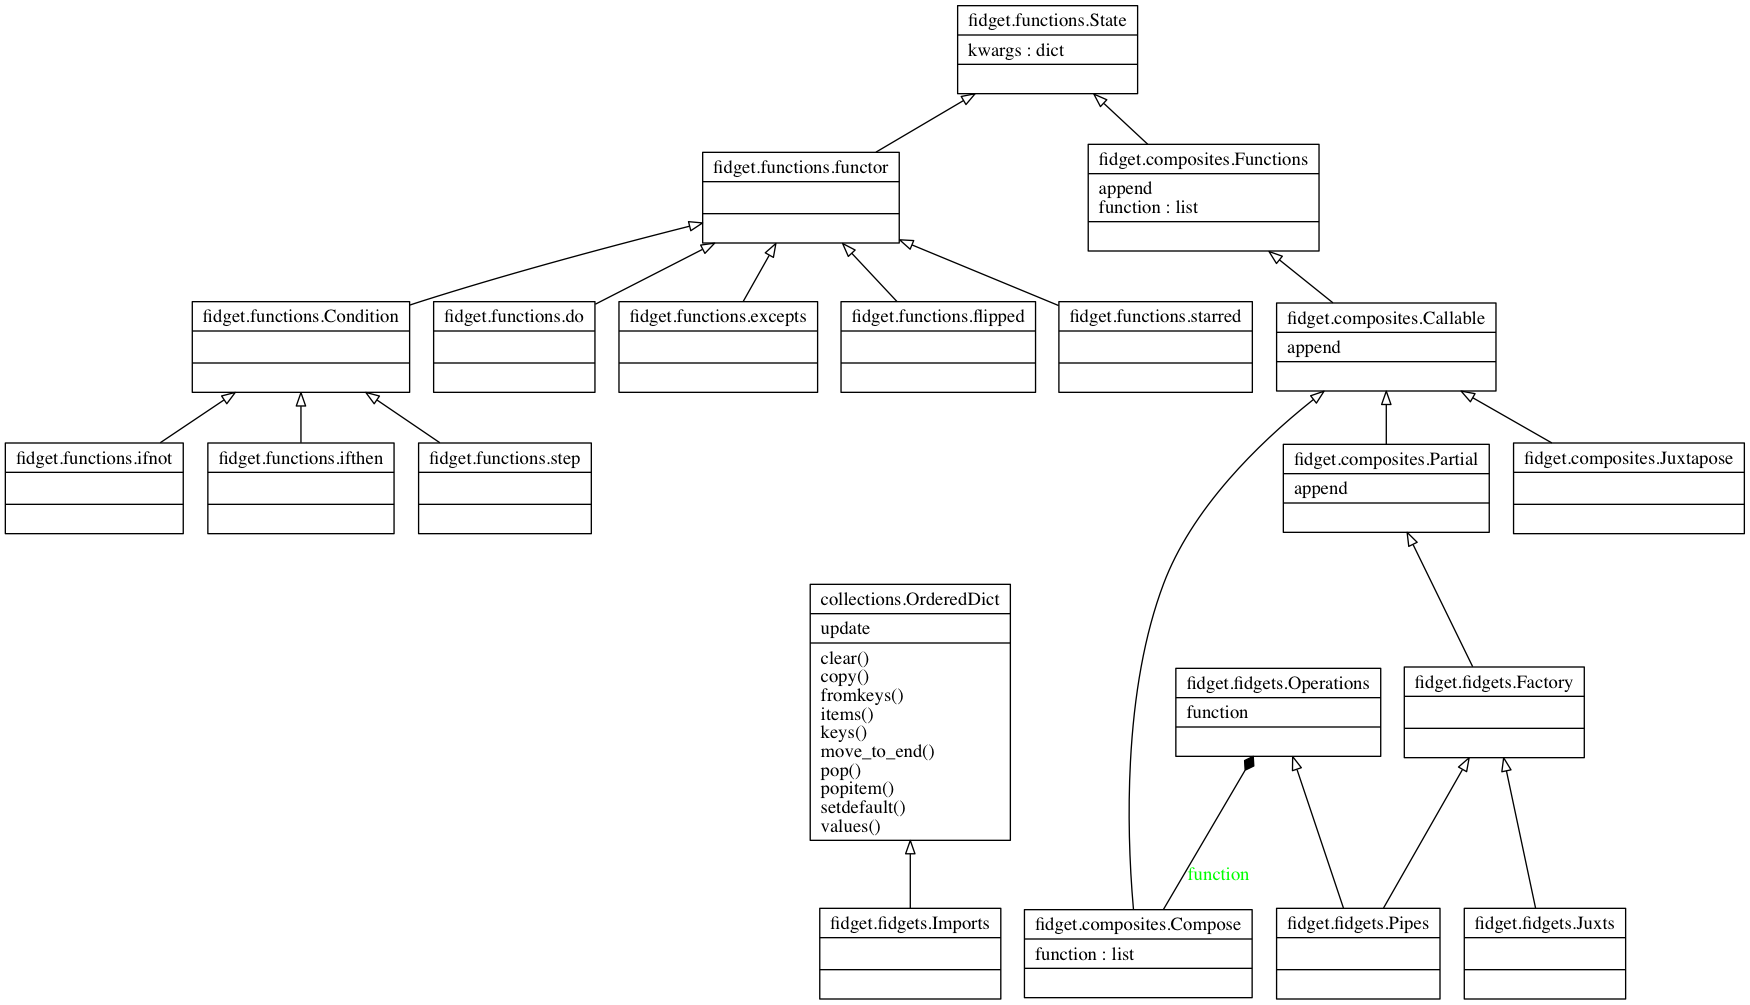 fidget.functions.State
kwargs : dict
fidget.functions.functor
fidget.composites.Functions
append
function : list
fidget.functions.Condition
fidget.functions.do
fidget.functions.excepts
fidget.functions.flipped
fidget.functions.starred
fidget.composites.Callable
append
fidget.functions.ifnot
fidget.functions.ifthen
fidget.functions.step
fidget.composites.Partial
append
fidget.composites.Juxtapose
collections.OrderedDict
update
clear()
copy()
fromkeys()
items()
keys()
move_to_end()
pop()
popitem()
setdefault()
values()
fidget.fidgets.Operations
function
fidget.fidgets.Factory
function
fidget.fidgets.Imports
fidget.composites.Compose
function : list
fidget.fidgets.Pipes
fidget.fidgets.Juxts